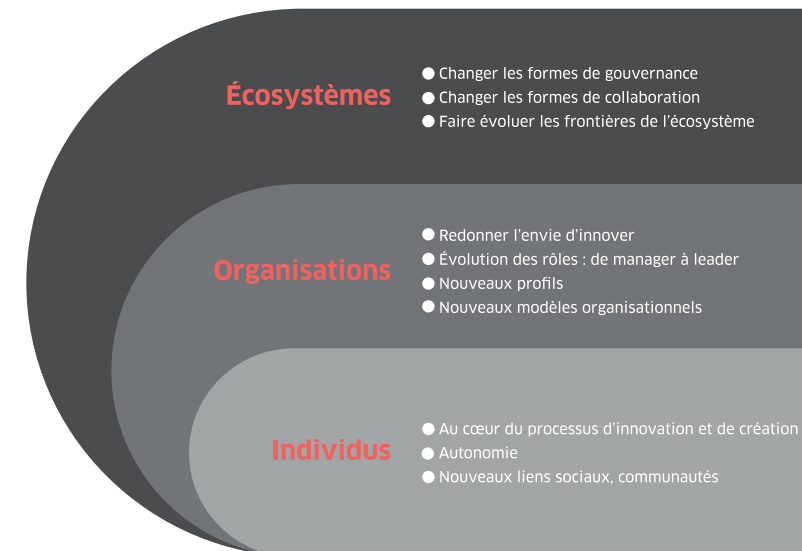 Écosystèmes
● Changer les formes de gouvernance
● Changer les formes de collaboration
● Faire évoluer les frontières de l'écosystème
Organisations
● Redonner l'envie d'innover
● Évolution des rôles : de manager à leader
● Nouveaux profils
● Nouveaux modèles organisationnels
Individus
● Au cœur du processus d'innovation et de création
● Autonomie
● Nouveaux liens sociaux, communautés